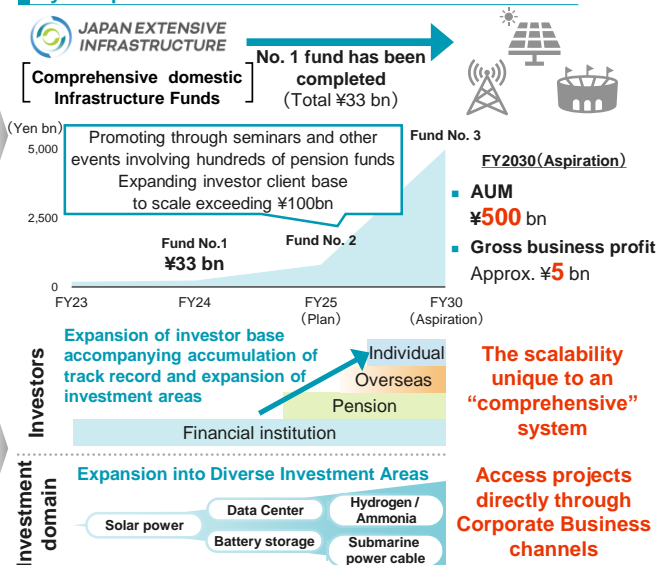 JAPAN EXTENSIVE
INFRASTRUCTURE
Comprehensive domestic
Infrastructure Funds
No. 1 fund has been
completed
（Total ¥33 bn）
(Yen bn)
5,000
2,500
0
Promoting through seminars and other
events involving hundreds of pension funds
Expanding investor client base
to scale exceeding ¥100bn
Fund No. 3
Fund No.1
¥33 bn
Fund No. 2
FY23
FY24
FY25
（Plan）
FY30
（Aspiration）
FY2030（Aspiration）
AUM
¥500 bn
Gross business profit
Approx. ¥5 bn
Investors
Expansion of investor base
accompanying accumulation of
track record and expansion of
investment areas
Individual
Overseas
Pension
Financial institution
The scalability
unique to an
“comprehensive”
system
Investment
domain
Expansion into Diverse Investment Areas
Solar power
Data Center
Battery storage
Hydrogen /
Ammonia
Submarine
power cable
Access projects
directly through
Corporate Business
channels